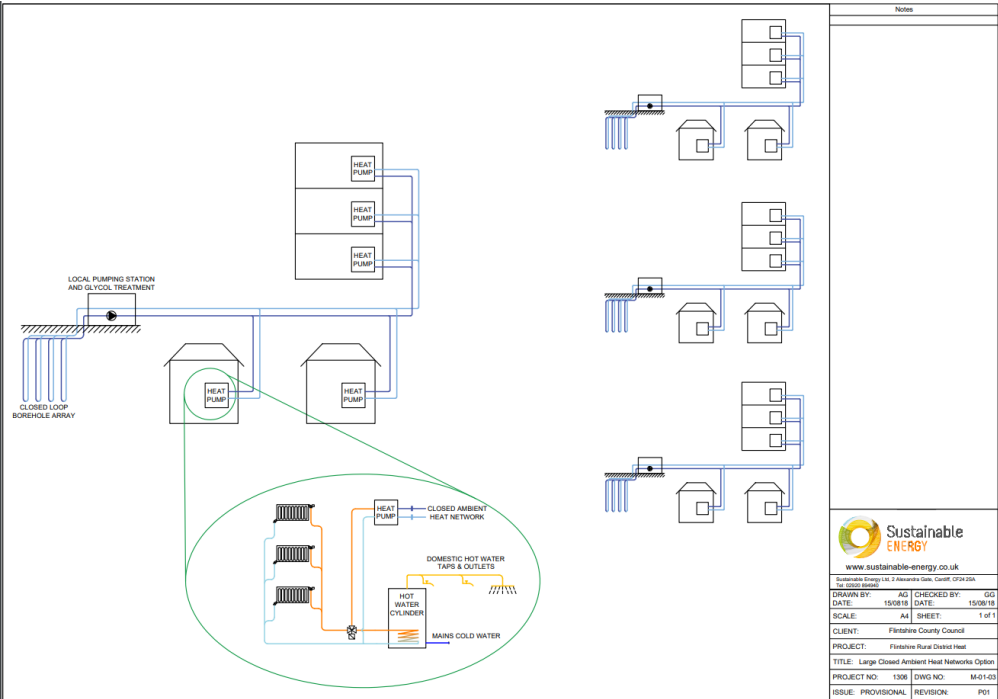 Notes
HEAT
PUMP
HEAT
PUMP
HEAT
PUMP
LOCAL PUMPING STATION
AND GLYCOL TREATMENT
HEAT
PUMP
HEAT
PUMP
CLOSED LOOP
BOREHOLE ARRAY
HEAT
PUMP
CLOSED AMBIENT
HEAT NETWORK
DOMESTIC HOT WATER
TAPS & OUTLETS
HOT
WATER
CYLINDER
MAINS COLD WATER
Sustainable
ENERGY
www.sustainable-energy.co.uk
Sustainable Energy Ltd, 2 Alexandra Gate, Cardiff, CF24 2SA
Tel: 02920 894940
DRAWN BY: AG CHECKED BY: GG
DATE: 15/0818 DATE: 15/08/18
SCALE: A4 SHEET: 1 of 1
CLIENT: Flintshire County Council
PROJECT: Flintshire Rural District Heat
TITLE: Large Closed Ambient Heat Networks Option
PROJECT NO: 1306 DWG NO: M-01-03
ISSUE: PROVISIONAL REVISION: P01